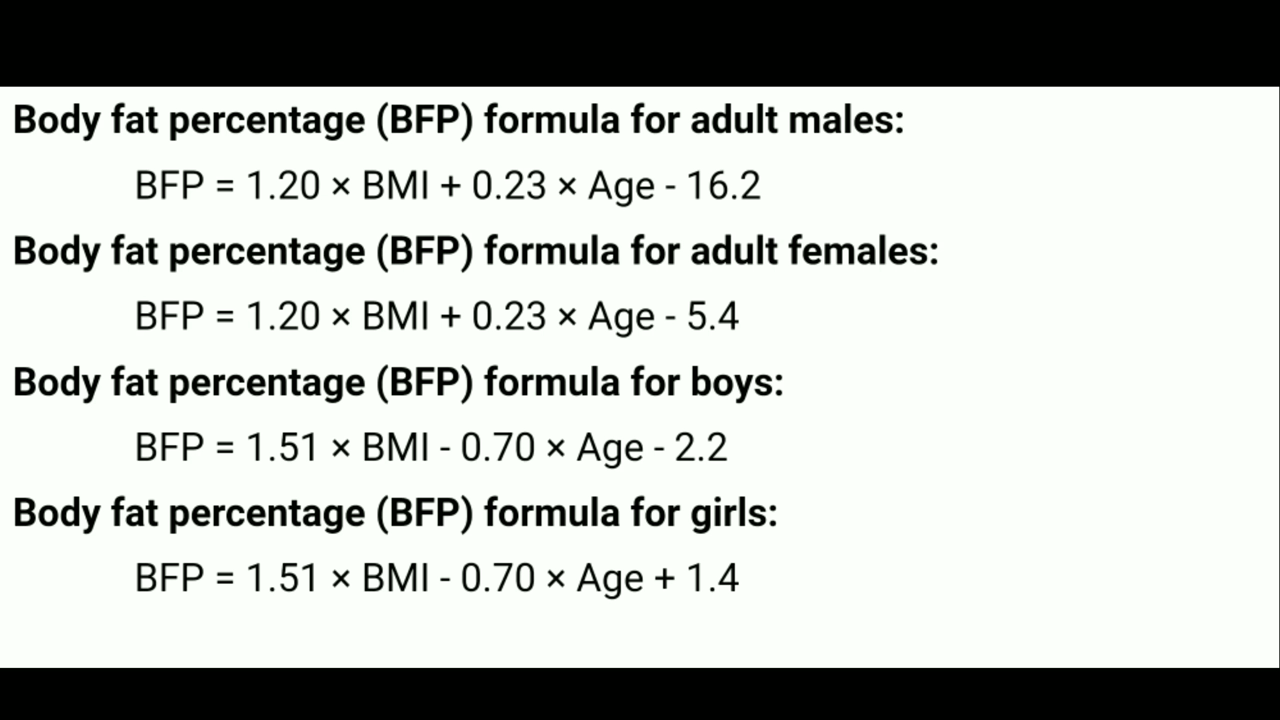 Body fat percentage (BFP) formula for adult males:
BFP = 1.20 × BMI + 0.23 × Age - 16.2
Body fat percentage (BFP) formula for adult females:
BFP = 1.20 × BMI + 0.23 × Age - 5.4
Body fat percentage (BFP) formula for boys:
BFP = 1.51 × BMI - 0.70 × Age - 2.2
Body fat percentage (BFP) formula for girls:
BFP = 1.51 × BMI - 0.70 × Age + 1.4